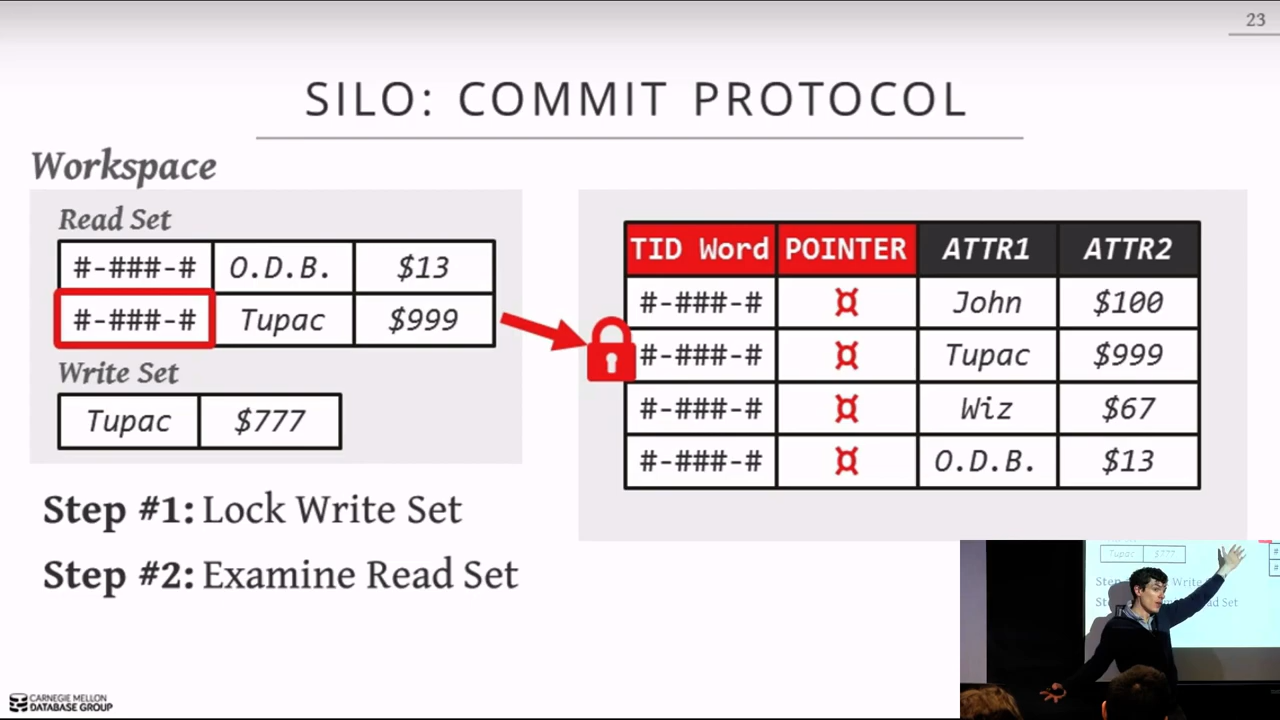 23
SILO: COMMIT PROTOCOL
Workspace
Read Set
#-###-# O.D.B. $13
#-###-# Tupac $999
Write Set
Tupac $777
TID Word POINTER ATTR1 ATTR2
#-###-# ¤ John $100
#-###-# ¤ Tupac $999
#-###-# ¤ Wiz $67
#-###-# ¤ O.D.B. $13
Step #1: Lock Write Set
Step #2: Examine Read Set
CARNEGIE MELLON
DATABASE GROUP
Tupac $777